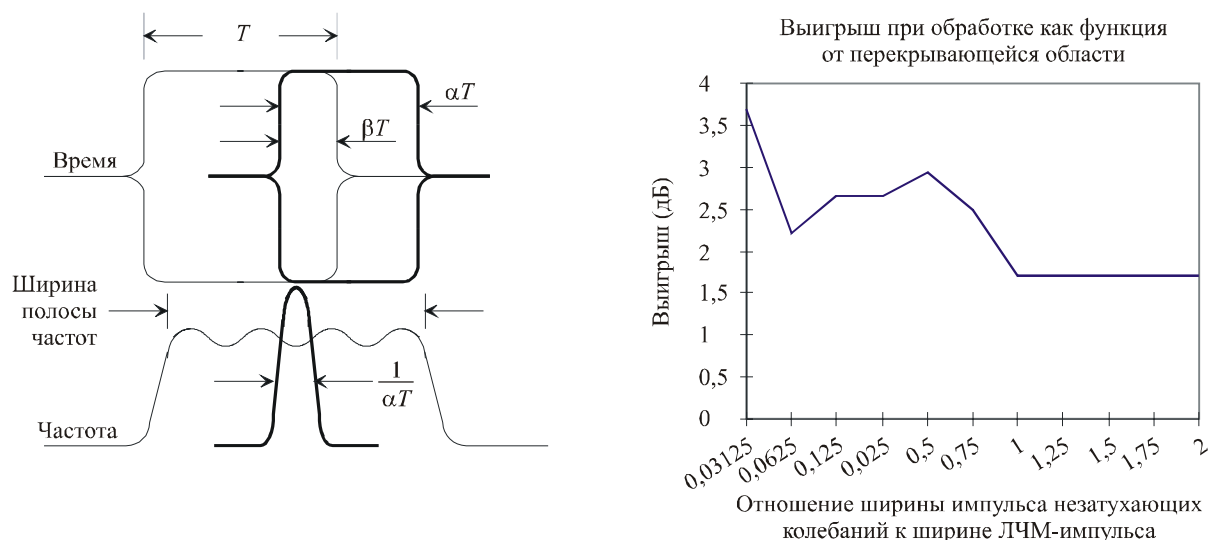 T
αT
βT
Время
Ширина
полосы
частот
1
αT
Частота
Выигрыш при обработке как функция
от перекрывающейся области
Выигрыш (дБ)
4
3,5
3
2,5
2
1,5
1
0,5
0
0,03125
0,0625
0,125
0,025
0,5
0,75
1
1,25
1,5
1,75
2
Отношение ширины импульса незатухающих
колебаний к ширине ЛЧМ-импульса